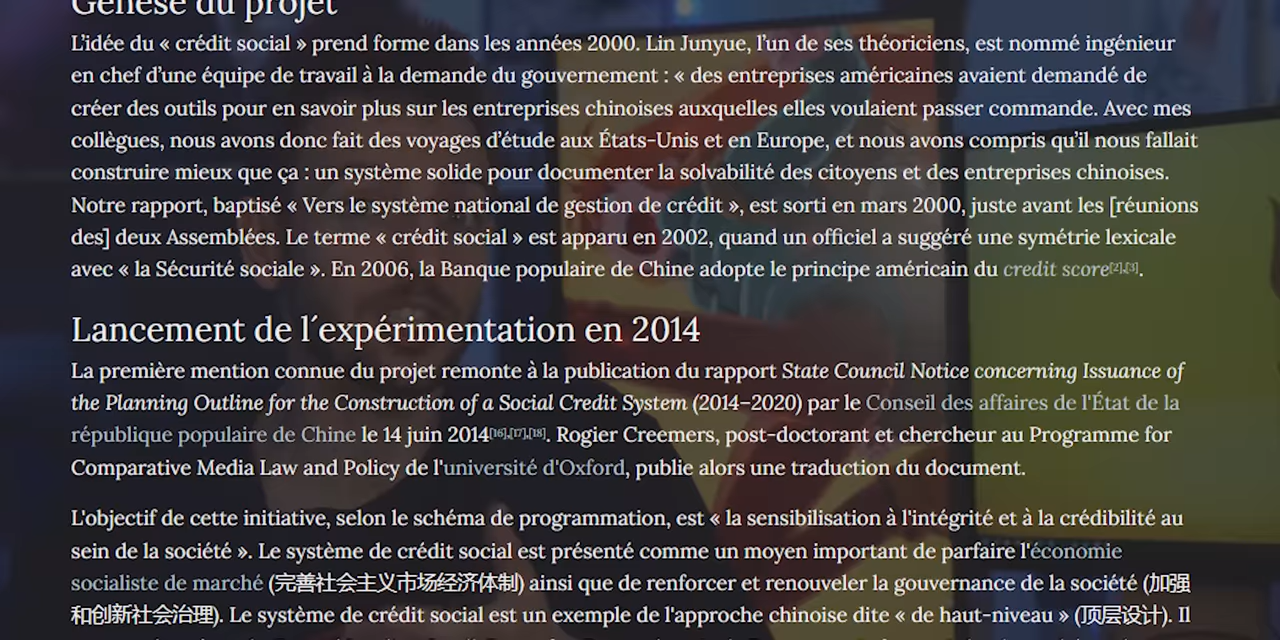 Genèse du projet
L'idée du « crédit social » prend forme dans les années 2000. Lin Junyue, l'un de ses théoriciens, est nommé ingénieur
en chef d'une équipe de travail à la demande du gouvernement : « des entreprises américaines avaient demandé de
créer des outils pour en savoir plus sur les entreprises chinoises auxquelles elles voulaient passer commande. Avec mes
collègues, nous avons donc fait des voyages d'étude aux États-Unis et en Europe, et nous avons compris qu'il nous fallait
construire mieux que ça : un système solide pour documenter la solvabilité des citoyens et des entreprises chinoises.
Notre rapport, baptisé « Vers le système national de gestion de crédit », est sorti en mars 2000, juste avant les [réunions
des] deux Assemblées. Le terme « crédit social » est apparu en 2002, quand un officiel a suggéré une symétrie lexicale
avec « la Sécurité sociale ». En 2006, la Banque populaire de Chine adopte le principe américain du credit score[2],[3].
Lancement de l´expérimentation en 2014
La première mention connue du projet remonte à la publication du rapport State Council Notice concerning Issuance of
the Planning Outline for the Construction of a Social Credit System (2014–2020) par le Conseil des affaires de l'État de la
république populaire de Chine le 14 juin 2014[16],[17],[18]. Rogier Creemers, post-doctorant et chercheur au Programme for
Comparative Media Law and Policy de l'université d'Oxford, publie alors une traduction du document.
L'objectif de cette initiative, selon le schéma de programmation, est « la sensibilisation à l'intégrité et à la crédibilité au
sein de la société ». Le système de crédit social est présenté comme un moyen important de parfaire l'économie
socialiste de marché (完善社会主义市场经济体制) ainsi que de renforcer et renouveler la gouvernance de la société (加强
和创新社会治理). Le système de crédit social est un exemple de l'approche chinoise dite « de haut-niveau » (顶层设计). Il